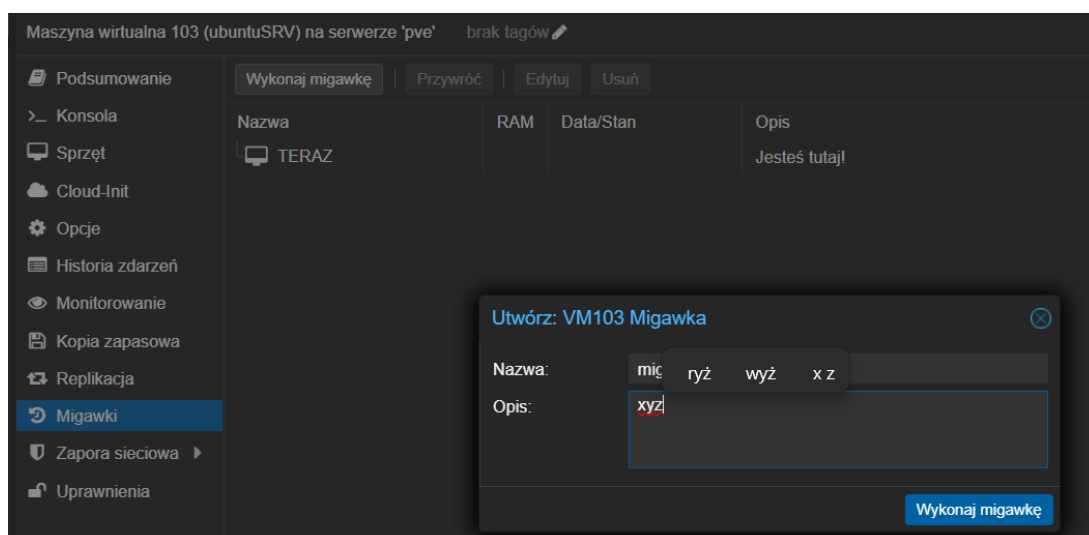 Maszyna wirtualna 103 (ubuntuSRV) na serwerze 'pve' brak tagów
Podsumowanie
Konsola
Sprzęt
Cloud-Init
Opcje
Historia zdarzeń
Monitorowanie
Kopia zapasowa
Replikacja
Migawki
Zapora sieciowa
Uprawnienia
Wykonaj migawkę Przywróć Edytuj Usuń
Nazwa RAM Data/Stan Opis
TERAZ Jesteś tutaj!
Utwórz: VM103 Migawka
Nazwa: mig
ryż wyż x z
Opis: xyz
Wykonaj migawkę